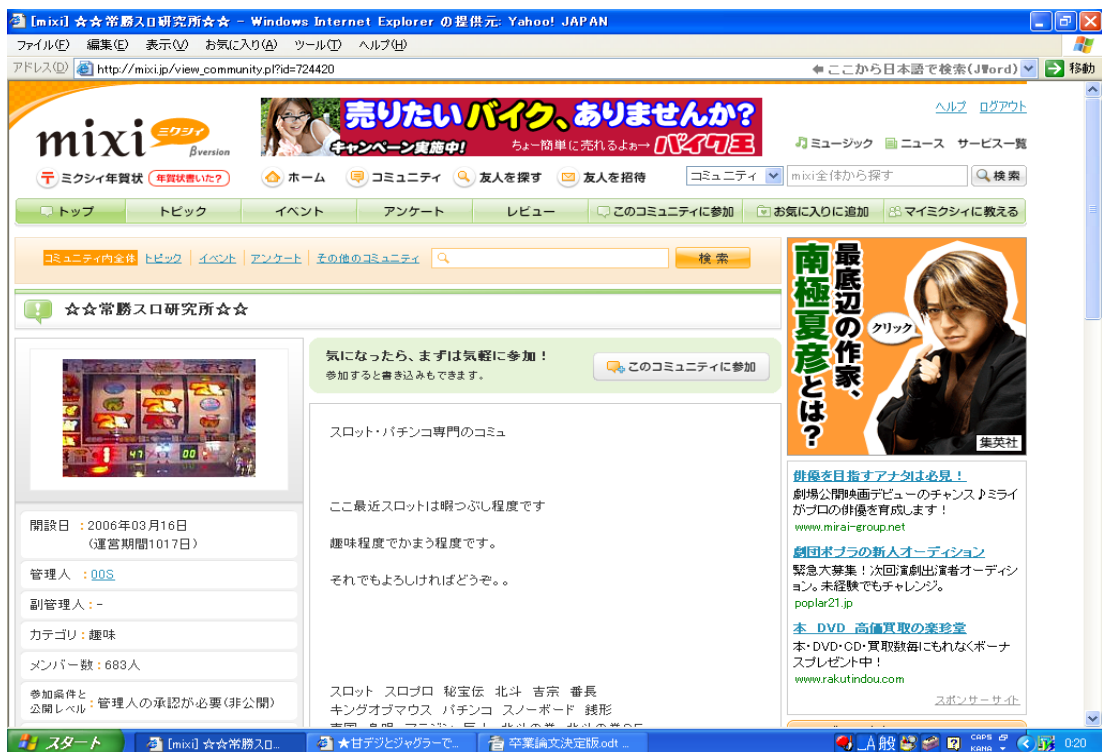 [mixi] ☆☆常勝スロ研究所☆☆ - Windows Internet Explorer の提供元: Yahoo! JAPAN
ファイル(F) 編集(E) 表示(V) お気に入り(A) ツール(T) ヘルプ(H)
アドレス(D) http://mixi.jp/view_community.pl?id=724420 ここから日本語で検索(JWord) 移動
mixi ミクシィ βversion
売りたいバイク、ありませんか?
キャンペーン実施中! ちょー簡単に売れるよぉ→ バイク王
ヘルプ ログアウト
ミュージック ニュース サービス一覧
ミクシィ年賀状 年賀状書いた? ホーム コミュニティ 友人を探す 友人を招待 コミュニティ mixi全体から探す 検索
トップ トピック イベント アンケート レビュー このコミュニティに参加 お気に入りに追加 マイミクシィに教える
コミュニティ内全体 トピック イベント アンケート その他のコミュニティ 検索
☆☆常勝スロ研究所☆☆
気になったら、まずは気軽に参加!
参加すると書き込みもできます。
このコミュニティに参加
47 00
開設日 : 2006年03月16日
(運営期間1017日)
管理人 : OOS
副管理人 : -
カテゴリ : 趣味
メンバー数 : 683人
参加条件と
公開レベル : 管理人の承認が必要(非公開)
スロット・パチンコ専門のコミュ
ここ最近スロットは暇つぶし程度です
趣味程度でかまう程度です。
それでもよろしければどうぞ。。
スロット スロプロ 秘宝伝 北斗 吉宗 番長
キングオブマウス パチンコ スノーボード 銭形
最底辺の作家、
南極夏彦とは?
クリック
集英社
俳優を目指すアナタは必見!
劇場公開映画デビューのチャンス♪ミライ
がプロの俳優を育成します!
www.mirai-group.net
劇団ポプラの新人オーディション
緊急大募集!次回演劇出演者オーディシ
ョン。未経験でもチャレンジ。
poplar21.jp
本 DVD 高価買取の楽珍堂
本・DVD・CD・買取数毎にもれなくボーナ
スプレゼント中!
www.rakutindou.com
スポンサーサイト
スタート [mixi] ☆☆常勝スロ... ★甘デジとジャグラーで... 卒業論文決定版.odt ... A 般 CAPS KANA 0:20